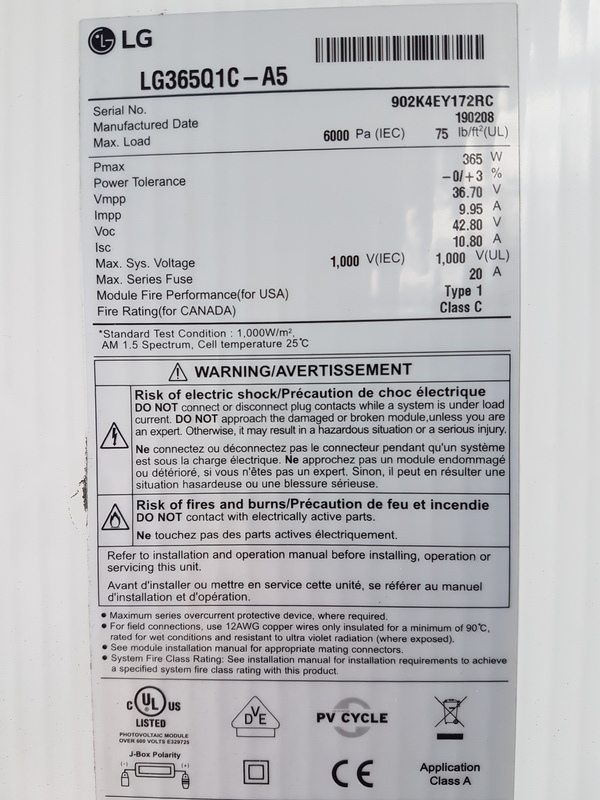 LG
LG365Q1C-A5
Serial No. 902K4EY172RC
Manufactured Date 190208
Max. Load 6000 Pa (IEC) 75 lb/ft²(UL)
Pmax 365 W
Power Tolerance -0/+3 %
Vmpp 36.70 V
Impp 9.95 A
Voc 42.80 V
Isc 10.80 A
Max. Sys. Voltage 1,000 V(IEC) 1,000 V(UL)
Max. Series Fuse 20 A
Module Fire Performance(for USA) Type 1
Fire Rating(for CANADA) Class C
*Standard Test Condition : 1,000W/m²,
AM 1.5 Spectrum, Cell temperature 25℃
WARNING/AVERTISSEMENT
Risk of electric shock/Précaution de choc électrique
DO NOT connect or disconnect plug contacts while a system is under load
current. DO NOT approach the damaged or broken module,unless you are
an expert. Otherwise, it may result in a hazardous situation or a serious injury.
Ne connectez ou déconnectez pas le connecteur pendant qu'un système
est sous la charge électrique. Ne approchez pas un module endommagé
ou détérioré, si vous n'êtes pas un expert. Sinon, il peut en résulter une
situation hasardeuse ou une blessure sérieuse.
Risk of fires and burns/Précaution de feu et incendie
DO NOT contact with electrically active parts.
Ne touchez pas des parts actives électriquement.
Refer to installation and operation manual before installing, operation or
servicing this unit.
Avant d'installer ou mettre en service cette unité, se référer au manuel
d'installation et d'opération.
• Maximum series overcurrent protective device, where required.
• For field connections, use 12AWG copper wires only insulated for a minimum of 90℃,
rated for wet conditions and resistant to ultra violet radiation (where exposed).
• See module installation manual for appropriate mating connectors.
• System Fire Class Rating: See installation manual for installation requirements to achieve
a specified system fire class rating with this product.
C UL US
LISTED
PHOTOVOLTAIC MODULE
OVER 600 VOLTS E329725
DVE
PV CYCLE
J-Box Polarity
(-) (+)
CE
Application
Class A